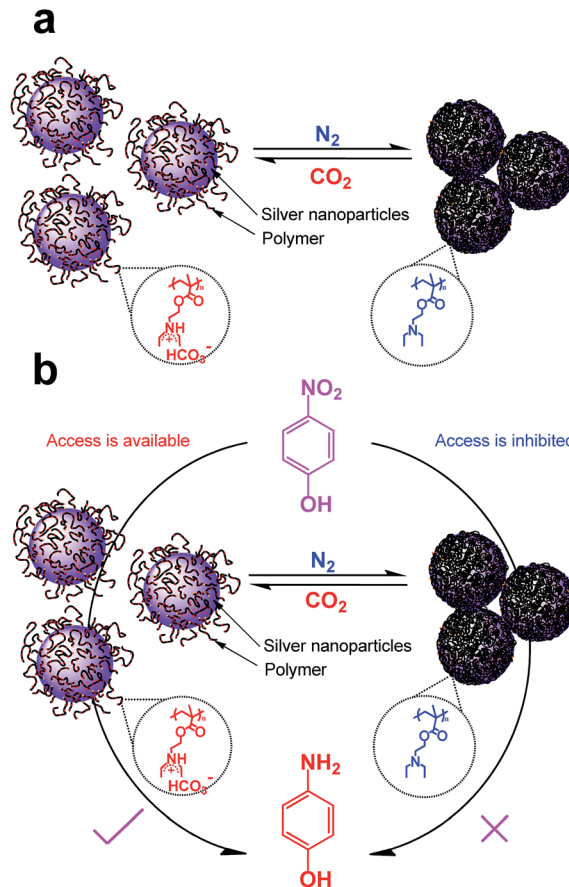 a
N2
CO2
Silver nanoparticles
Polymer
n
O
O
NH
+
HCO3-
n
O
O
N
b
NO2
OH
Access is available
Access is inhibited
N2
CO2
Silver nanoparticles
Polymer
n
O
O
NH
+
HCO3-
n
O
O
N
NH2
OH